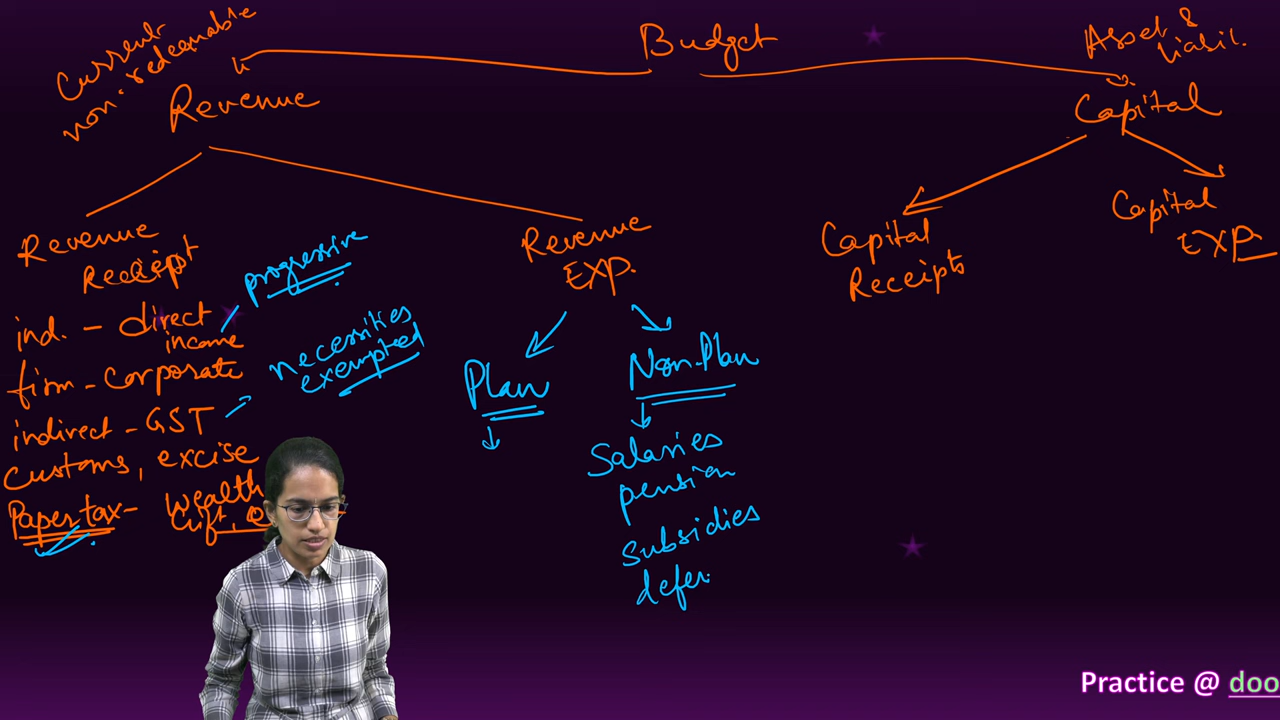 Budget
Current
non-redeemable
Revenue
Asset &
Liabil.
Capital
Revenue
Receipt
ind. - direct
income
progressive
firm - corporate
indirect - GST
necessities
exempted
Customs, excise
Paper tax - Wealth
Gift,
Revenue
EXP.
Plan
Non-Plan
Salaries
pension
Subsidies
defen
Capital
Receipts
Capital
EXP.
Practice @ doo